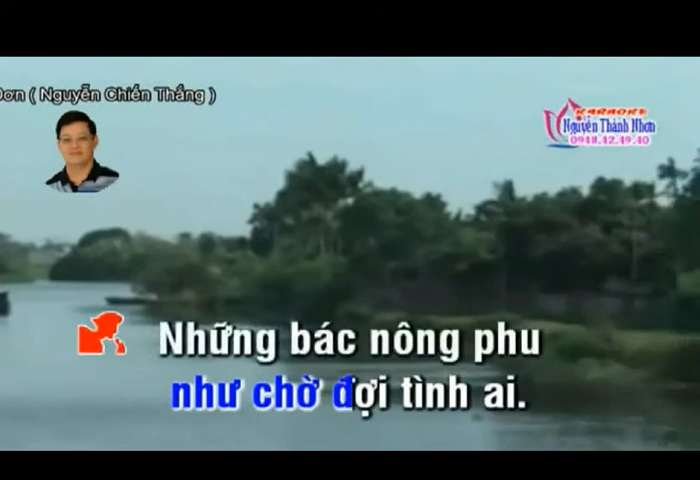 Đơn ( Nguyễn Chiến Thắng )
KARAOKE
Nguyễn Thành Nhơn
0948.42.49.40
Những bác nông phu
như chờ đợi tình ai.